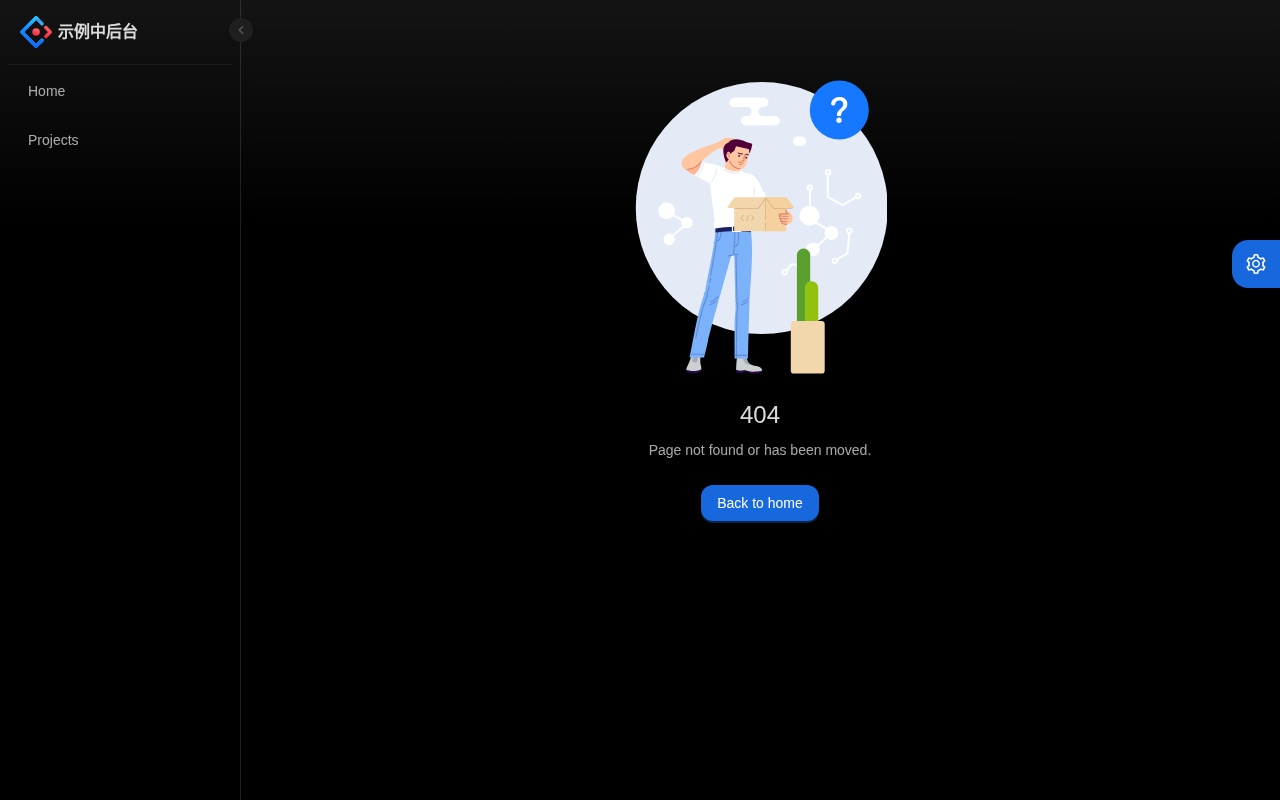 示例中后台
Home
Projects
?
</>
404
Page not found or has been moved.
Back to home